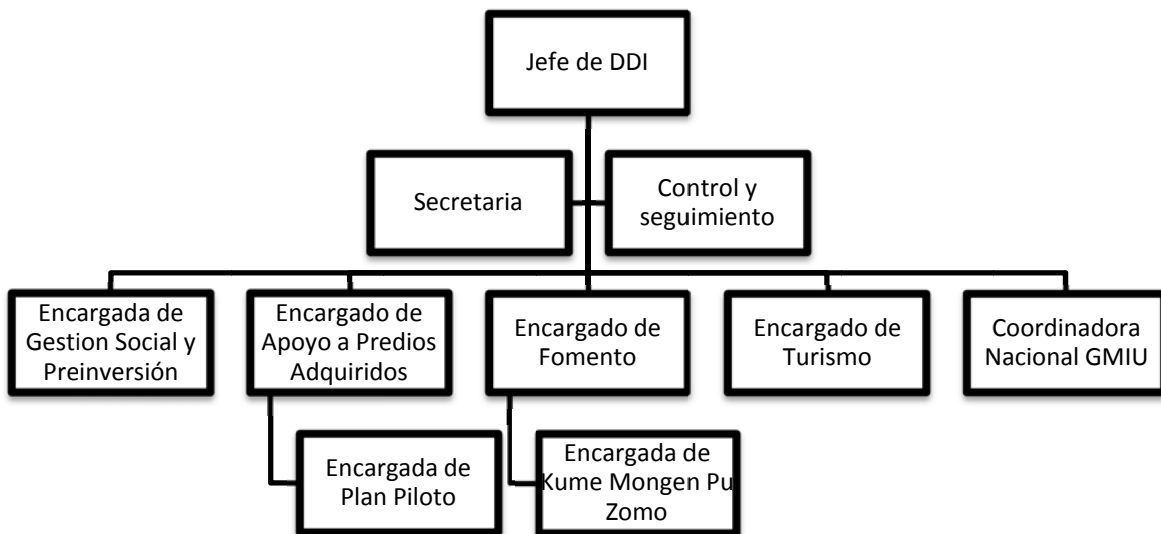 Jefe de DDI
Secretaria
Control y
seguimiento
Encargada de
Gestion Social y
Preinversión
Encargado de
Apoyo a Predios
Adquiridos
Encargado de
Fomento
Encargado de
Turismo
Coordinadora
Nacional GMIU
Encargada de
Plan Piloto
Encargada de
Kume Mongen Pu
Zomo